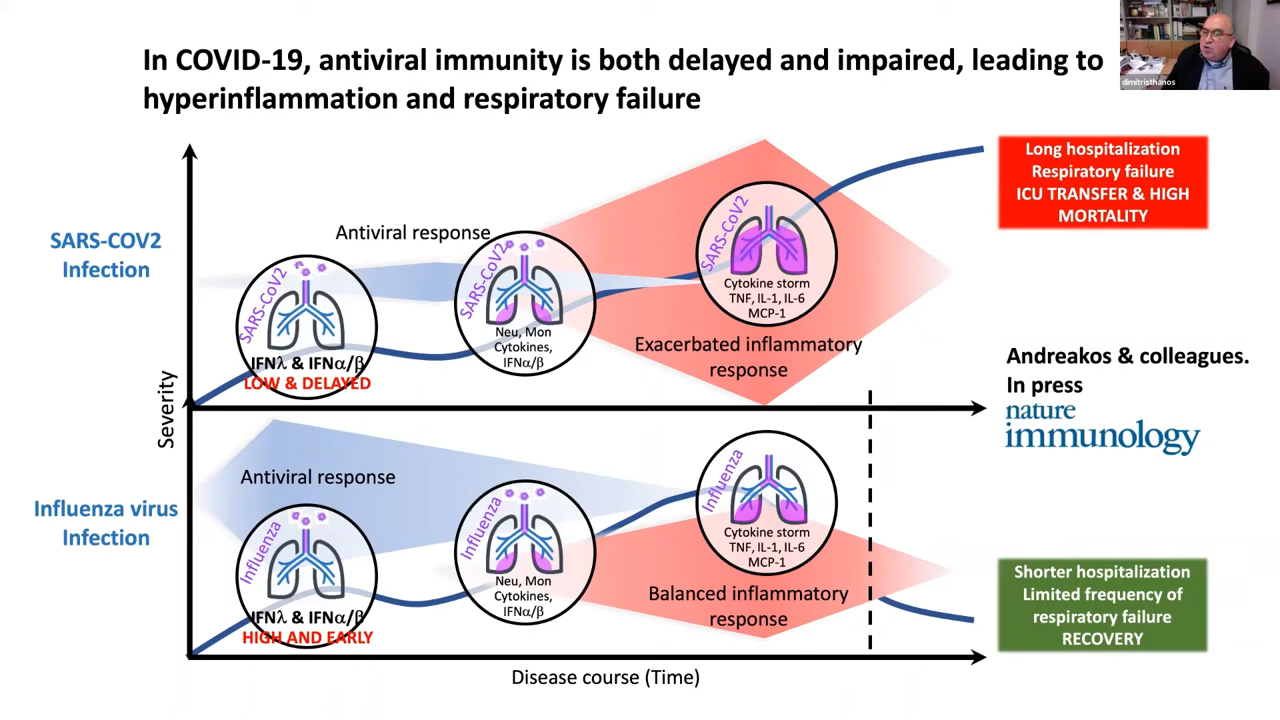 In COVID-19, antiviral immunity is both delayed and impaired, leading to
hyperinflammation and respiratory failure
dimitristhanos
Severity
SARS-COV2
Infection
Antiviral response
SARS-CoV2
IFNλ & IFNα/β
LOW & DELAYED
SARS-CoV2
Neu, Mon
Cytokines,
IFNα/β
SARS-CoV2
Cytokine storm
TNF, IL-1, IL-6
MCP-1
Exacerbated inflammatory
response
Long hospitalization
Respiratory failure
ICU TRANSFER & HIGH
MORTALITY
Andreakos & colleagues.
In press
nature
immunology
Influenza virus
Infection
Antiviral response
Influenza
IFNλ & IFNα/β
HIGH AND EARLY
Influenza
Neu, Mon
Cytokines,
IFNα/β
Influenza
Cytokine storm
TNF, IL-1, IL-6
MCP-1
Balanced inflammatory
response
Shorter hospitalization
Limited frequency of
respiratory failure
RECOVERY
Disease course (Time)